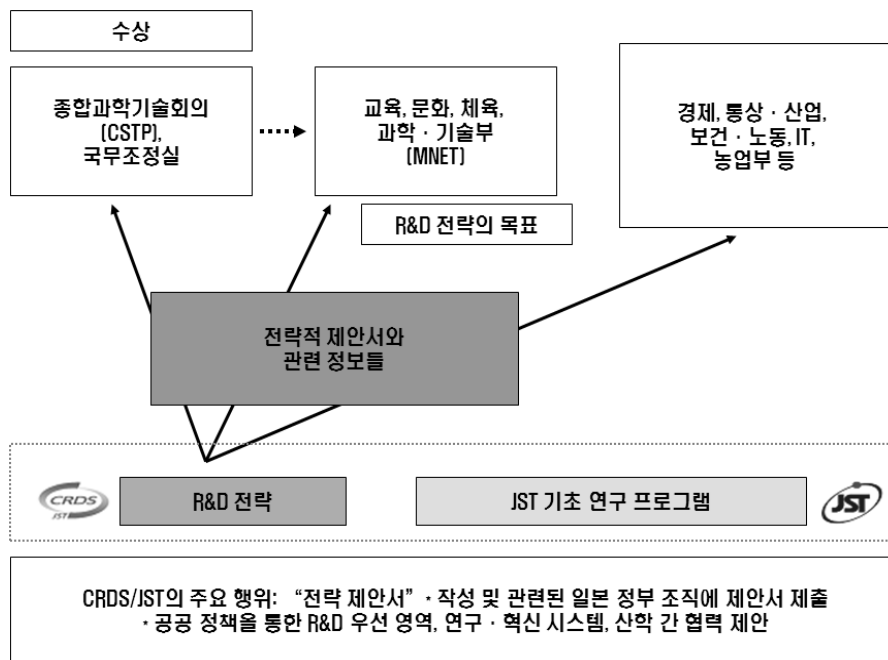 수상
종합과학기술회의
(CSTP),
국무조정실
교육, 문화, 체육,
과학 · 기술부
(MNET)
경제, 통상 · 산업,
보건 · 노동, IT,
농업부 등
R&D 전략의 목표
전략적 제안서와
관련 정보들
CRDS
JST
R&D 전략
JST 기초 연구 프로그램
JST
CRDS/JST의 주요 행위: “전략 제안서” · 작성 및 관련된 일본 정부 조직에 제안서 제출
· 공공 정책을 통한 R&D 우선 영역, 연구 · 혁신 시스템, 산학 간 협력 제안